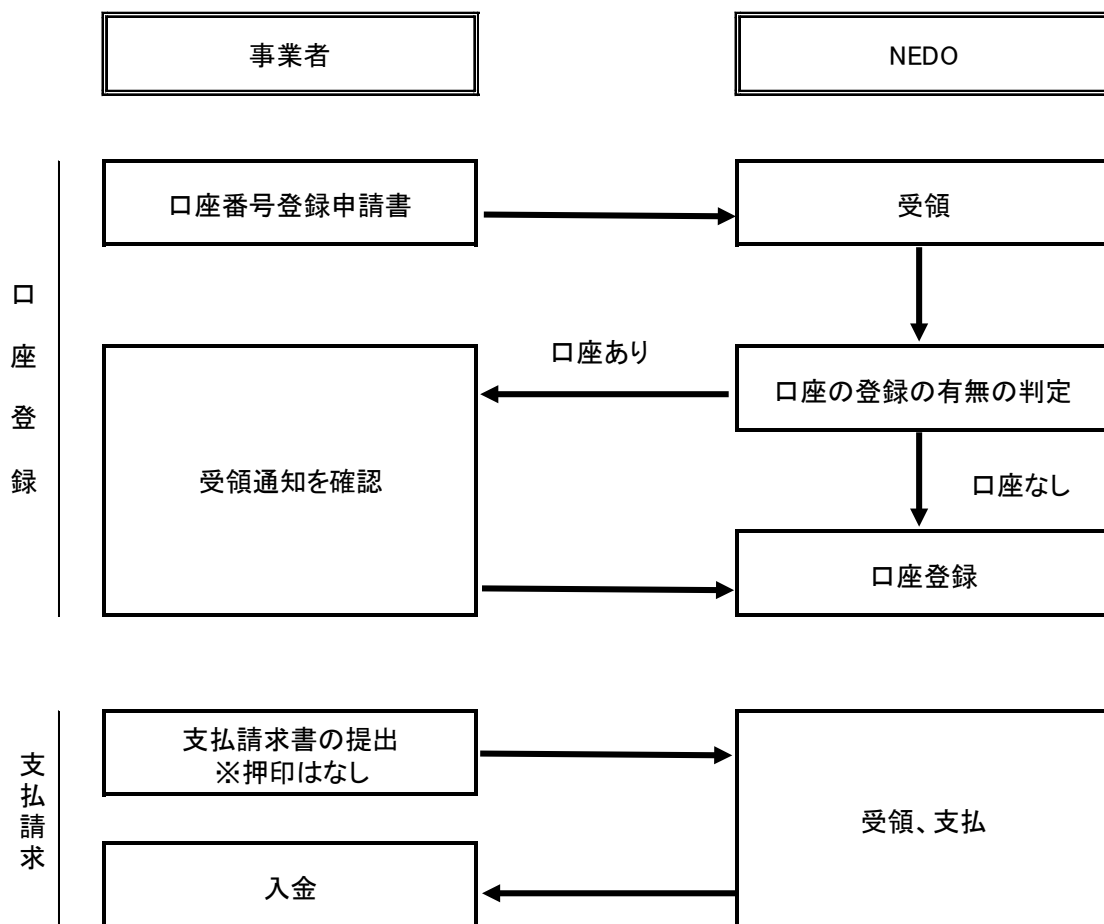 事業者
NEDO
口座登録
口座番号登録申請書
受領
口座あり
口座の登録の有無の判定
受領通知を確認
口座なし
口座登録
支払請求
支払請求書の提出
※押印はなし
受領、支払
入金